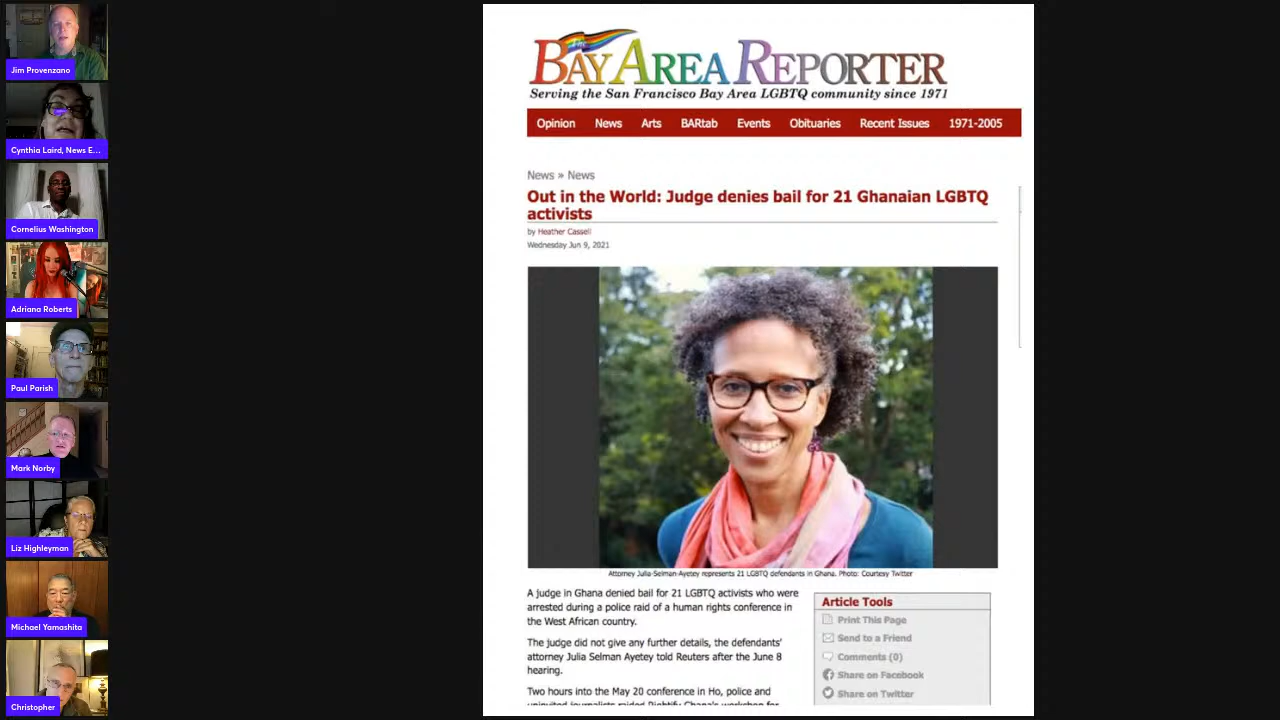 Jim Provenzano
Cynthia Laird, News E...
Cornelius Washington
Adriana Roberts
Paul Parish
Mark Norby
Liz Highleyman
Michael Yamashita
Christopher
The
BAY AREA REPORTER
Serving the San Francisco Bay Area LGBTQ community since 1971
Opinion News Arts BARtab Events Obituaries Recent Issues 1971-2005
News » News
Out in the World: Judge denies bail for 21 Ghanaian LGBTQ
activists
by Heather Cassell
Wednesday Jun 9, 2021
Attorney Julia Selman-Ayetey represents 21 LGBTQ defendants in Ghana. Photo: Courtesy Twitter
A judge in Ghana denied bail for 21 LGBTQ activists who were
arrested during a police raid of a human rights conference in
the West African country.
The judge did not give any further details, the defendants'
attorney Julia Selman Ayetey told Reuters after the June 8
hearing.
Two hours into the May 20 conference in Ho, police and
uninvited journalists raided Rightify Ghana's workshop for
Article Tools
Print This Page
Send to a Friend
Comments (0)
Share on Facebook
Share on Twitter